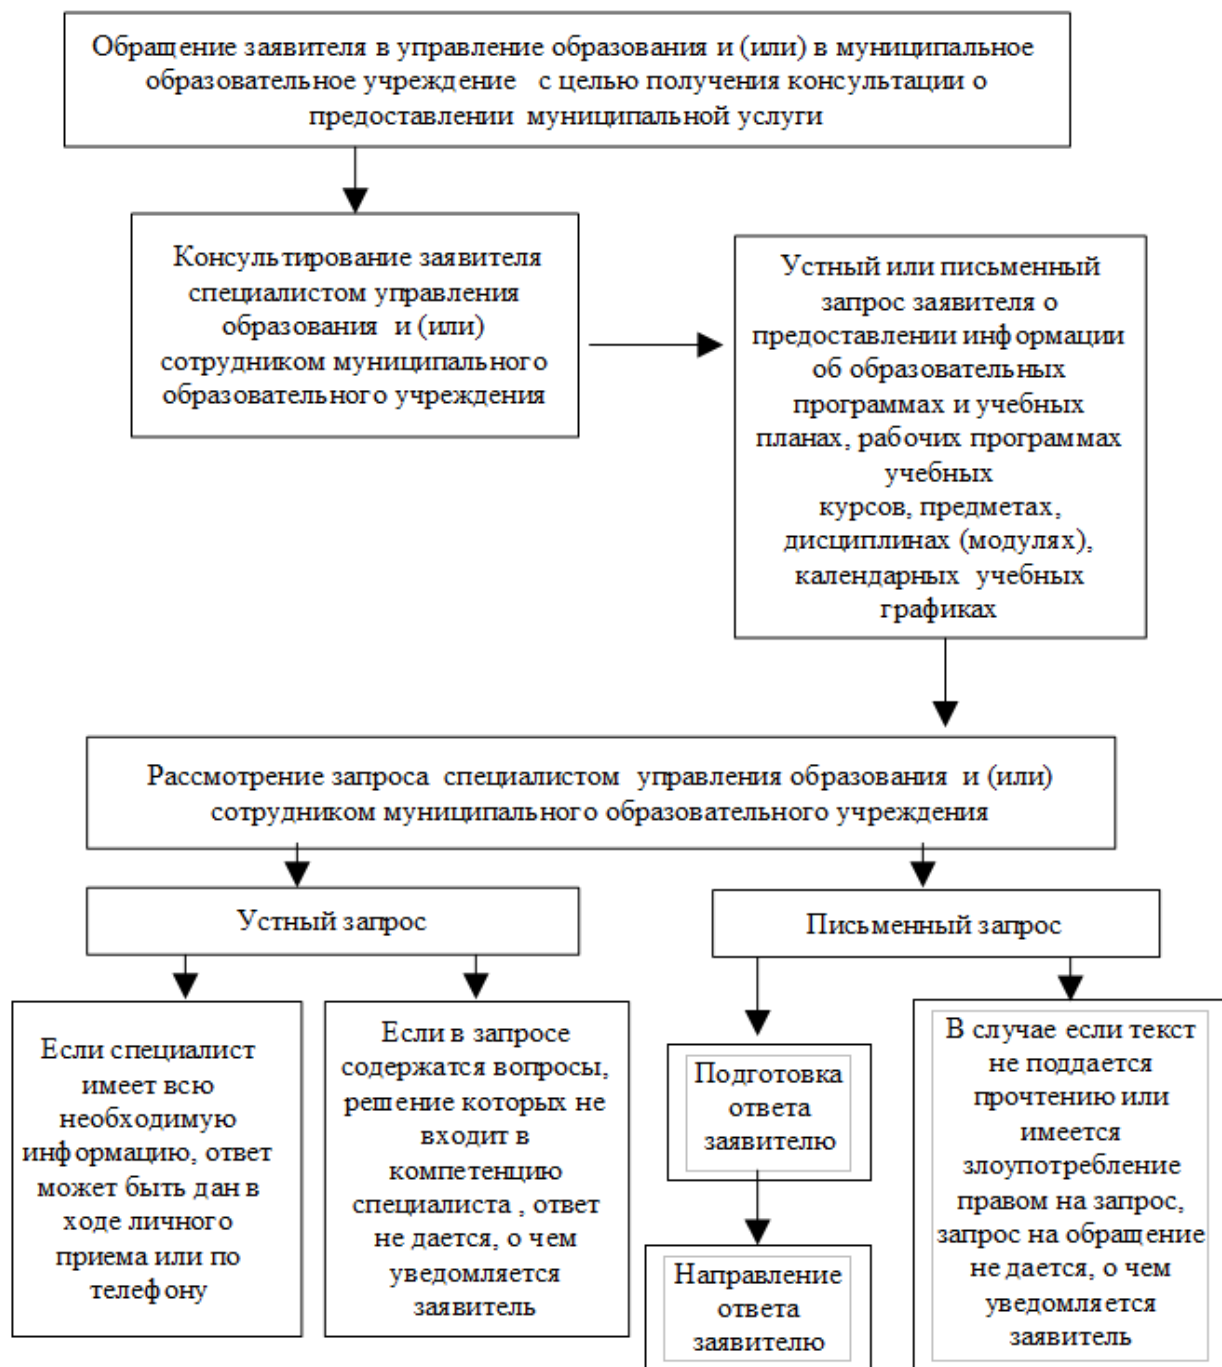 Обращение заявителя в управление образования и (или) в муниципальное
образовательное учреждение с целью получения консультации о
предоставлении муниципальной услуги
Консультирование заявителя
специалистом управления
образования и (или)
сотрудником муниципального
образовательного учреждения
Устный или письменный
запрос заявителя о
предоставлении информации
об образовательных
программах и учебных
планах, рабочих программах
учебных
курсов, предметах,
дисциплинах (модулях),
календарных учебных
графиках
Рассмотрение запроса специалистом управления образования и (или)
сотрудником муниципального образовательного учреждения
Устный запрос
Письменный запрос
Если специалист
имеет всю
необходимую
информацию, ответ
может быть дан в
ходе личного
приема или по
телефону
Если в запросе
содержатся вопросы,
решение которых не
входит в
компетенцию
специалиста , ответ
не дается, о чем
уведомляется
заявитель
Подготовка
ответа
заявителю
Направление
ответа
заявителю
В случае если текст
не поддается
прочтению или
имеется
злоупотребление
правом на запрос,
запрос на обращение
не дается, о чем
уведомляется
заявитель